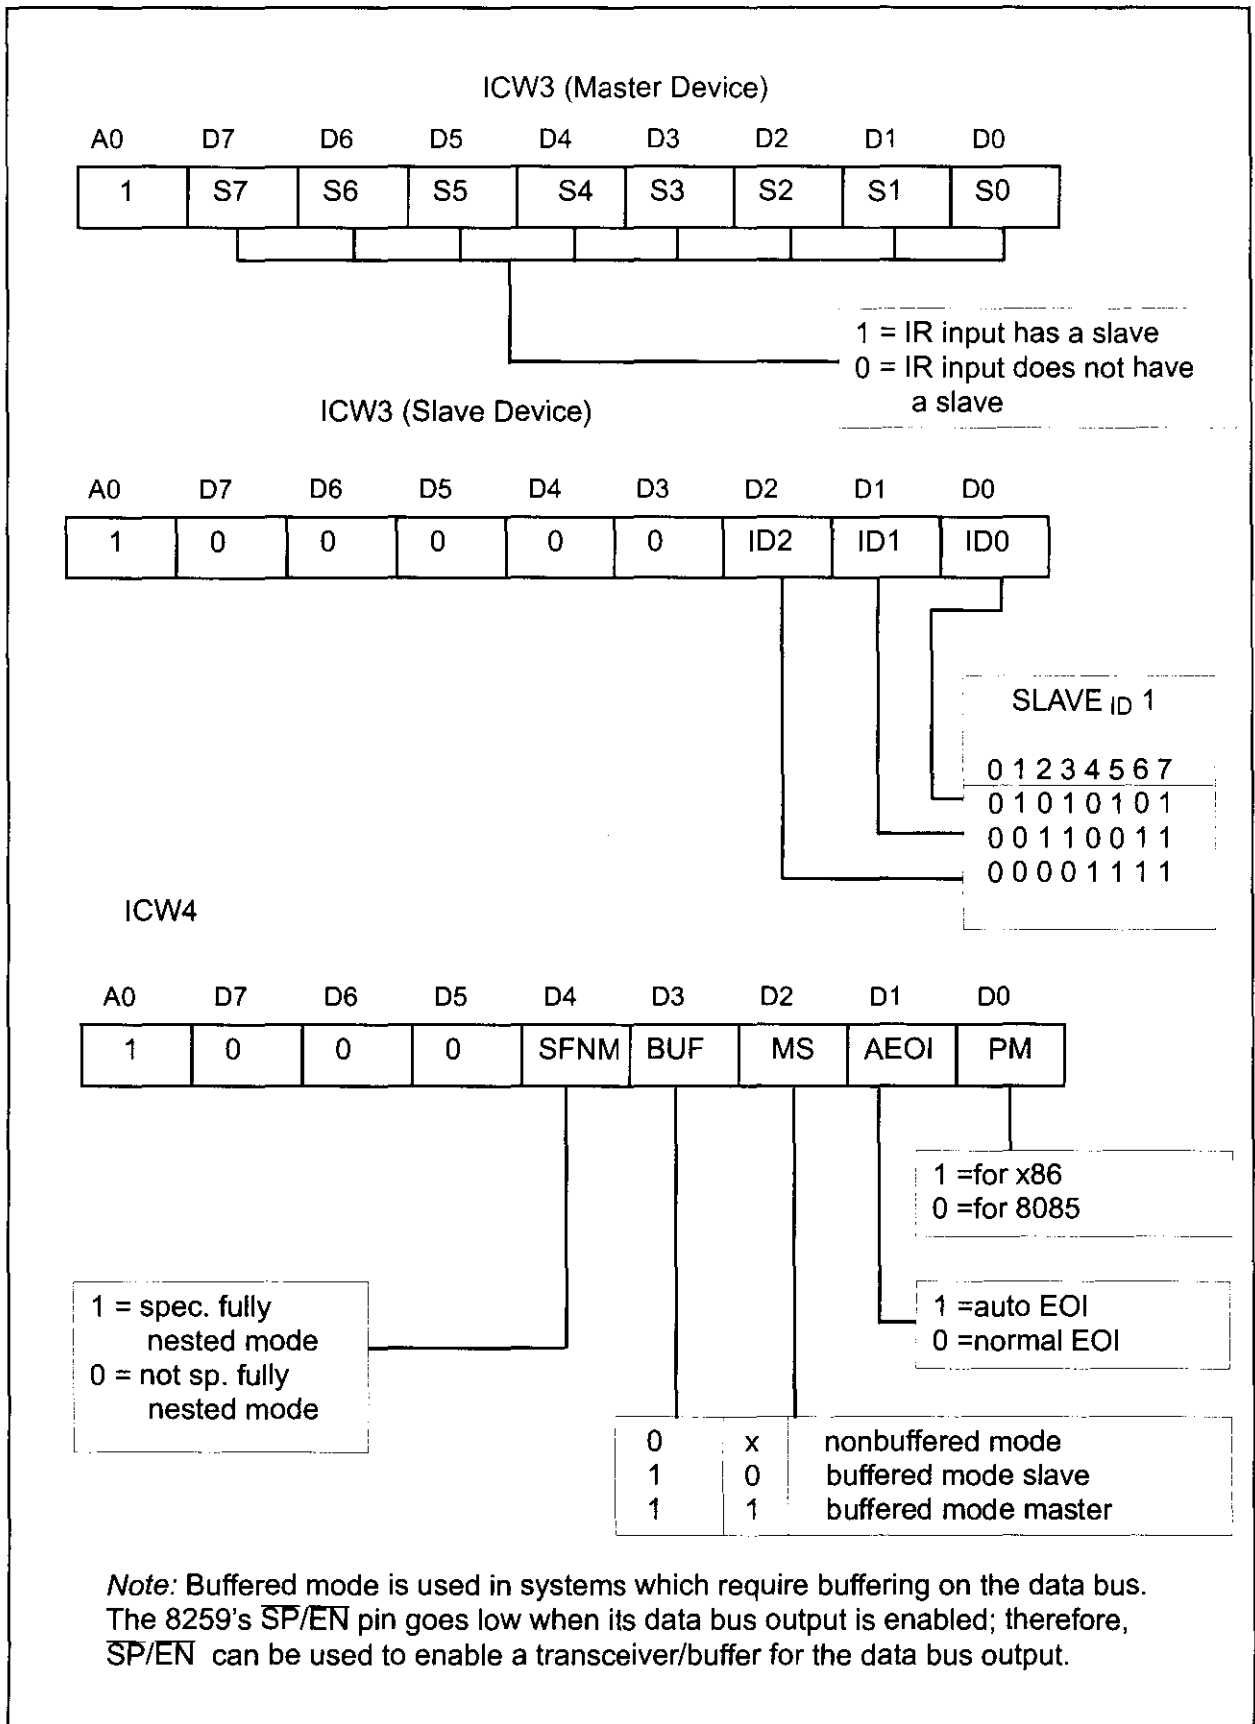 ICW3 (Master Device)
A0 D7 D6 D5 D4 D3 D2 D1 D0
1 S7 S6 S5 S4 S3 S2 S1 S0
1 = IR input has a slave
0 = IR input does not have
a slave
ICW3 (Slave Device)
A0 D7 D6 D5 D4 D3 D2 D1 D0
1 0 0 0 0 0 ID2 ID1 ID0
SLAVE ID 1
0 1 2 3 4 5 6 7
0 1 0 1 0 1 0 1
0 0 1 1 0 0 1 1
0 0 0 0 1 1 1 1
ICW4
A0 D7 D6 D5 D4 D3 D2 D1 D0
1 0 0 0 SFNM BUF MS AEOI PM
1 =for x86
0 =for 8085
1 =auto EOI
0 =normal EOI
1 = spec. fully
nested mode
0 = not sp. fully
nested mode
0 x nonbuffered mode
1 0 buffered mode slave
1 1 buffered mode master
Note: Buffered mode is used in systems which require buffering on the data bus.
The 8259's S̅P̅/E̅N̅ pin goes low when its data bus output is enabled; therefore,
S̅P̅/E̅N̅ can be used to enable a transceiver/buffer for the data bus output.